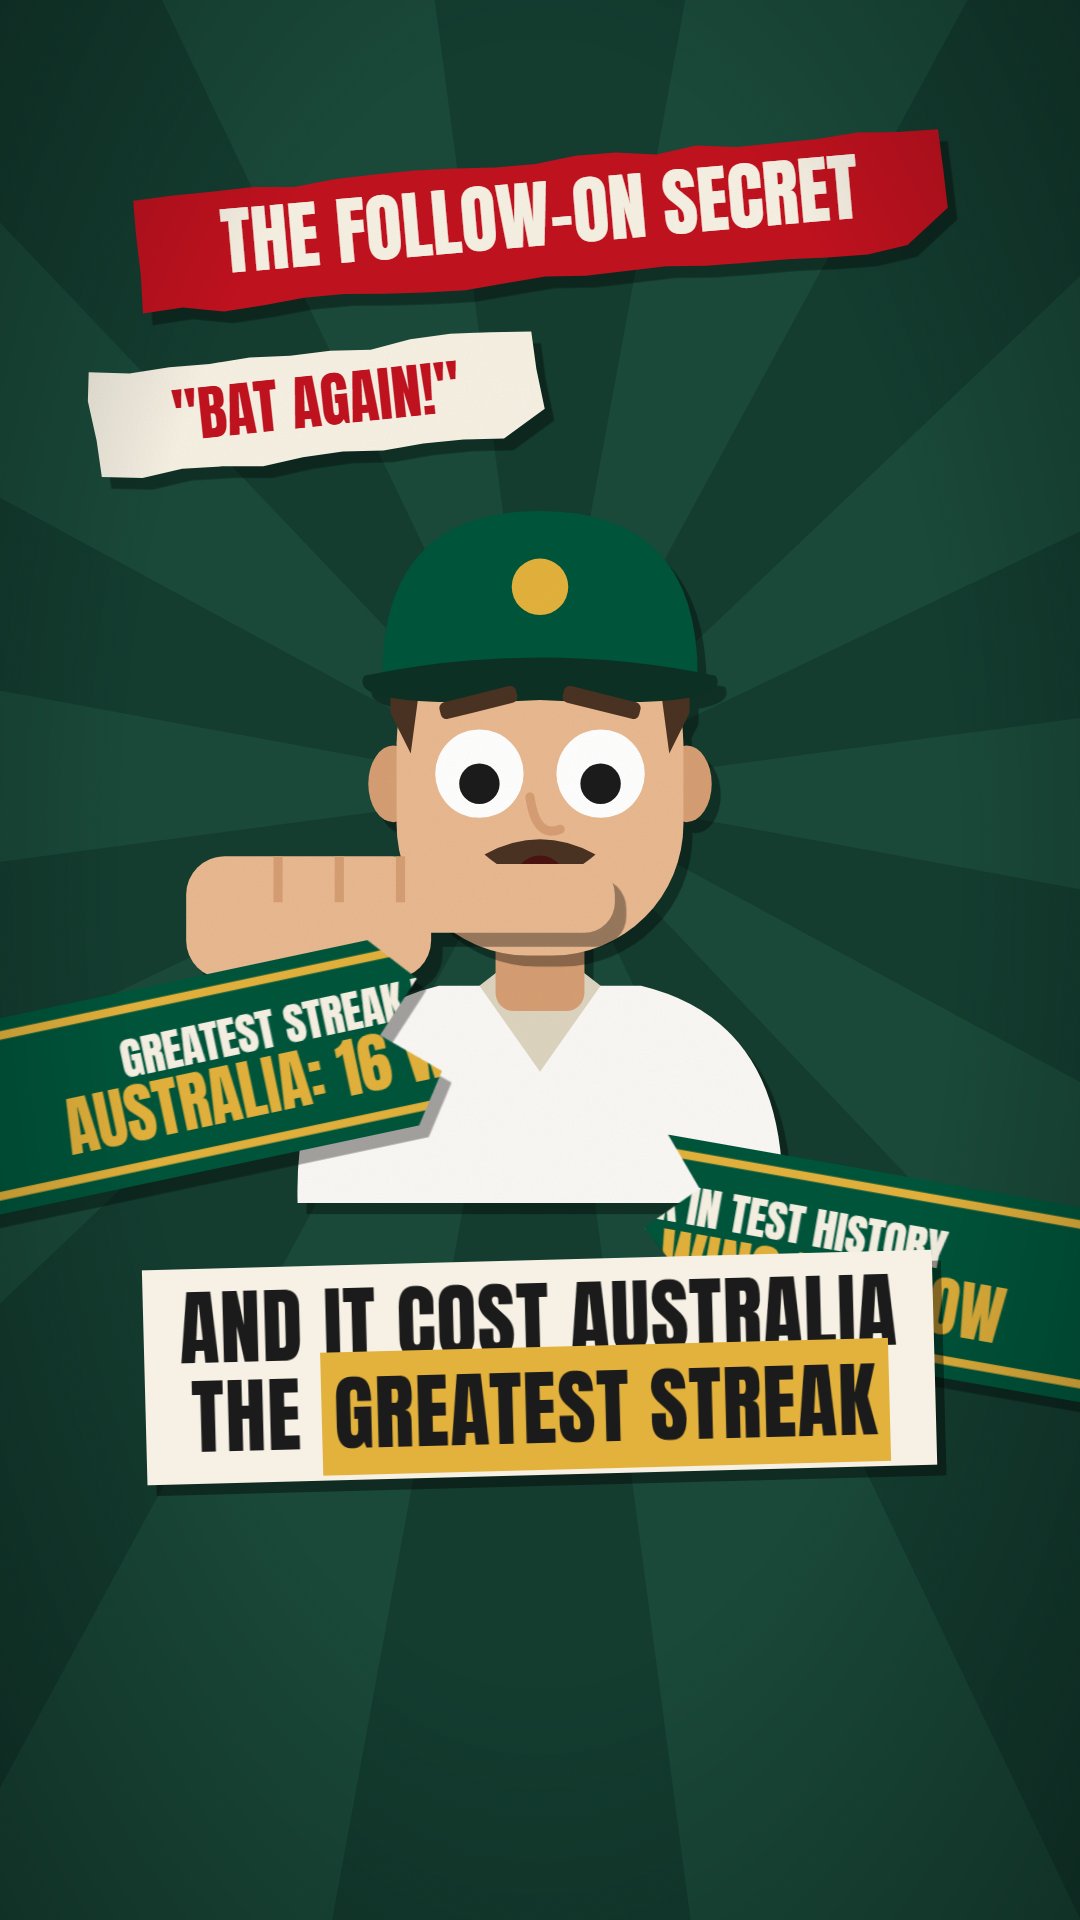 THE FOLLOW-ON SECRET
"BAT AGAIN!"
GREATEST STREAK
AUSTRALIA: 16
IN TEST HISTORY
WINS
AND IT COST AUSTRALIA
THE GREATEST STREAK